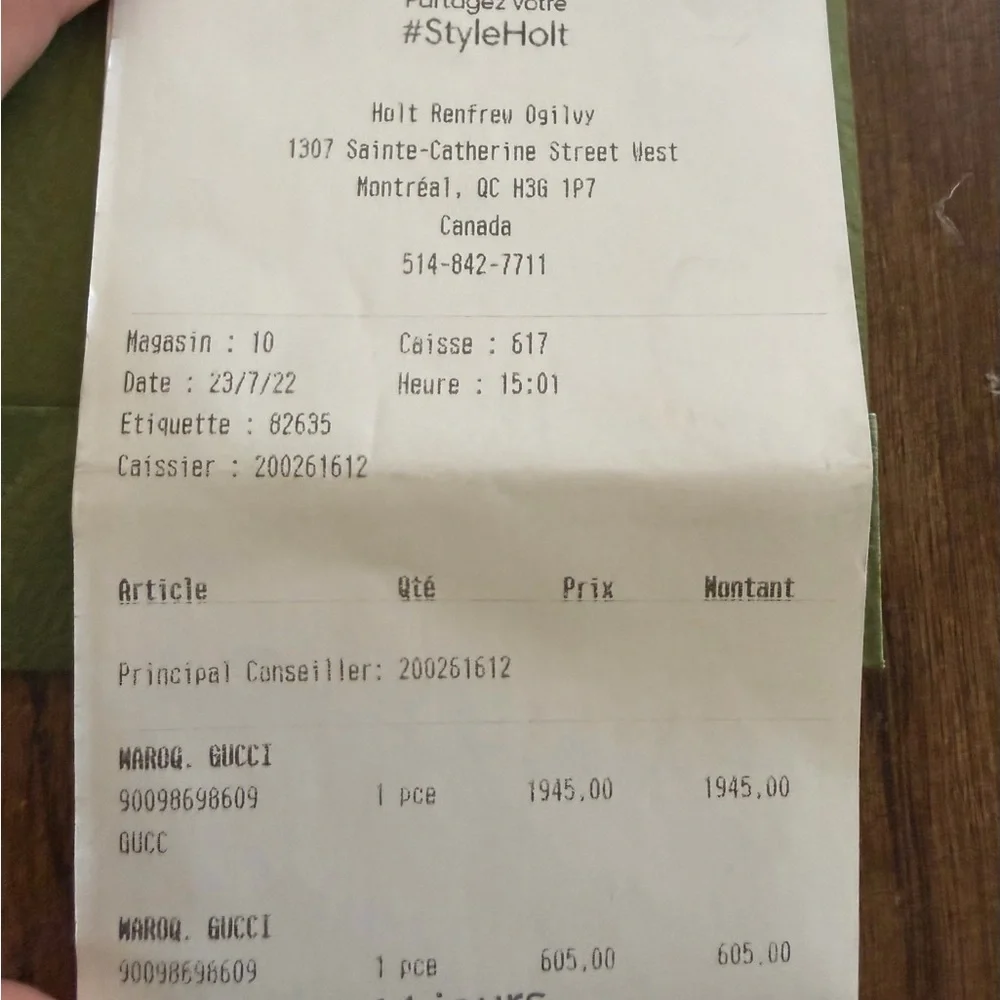 Partagez votre
#StyleHolt
Holt Renfrew Ogilvy
1307 Sainte-Catherine Street West
Montréal, QC H3G 1P7
Canada
514-842-7711
Magasin : 10 Caisse : 617
Date : 23/7/22 Heure : 15:01
Etiquette : 82635
Caissier : 200261612
Article Qté Prix Montant
Principal Conseiller: 200261612
MAROQ. GUCCI
90098698609 1 pce 1945,00 1945,00
GUCC
MAROQ. GUCCI
90098698609 1 pce 605,00 605,00